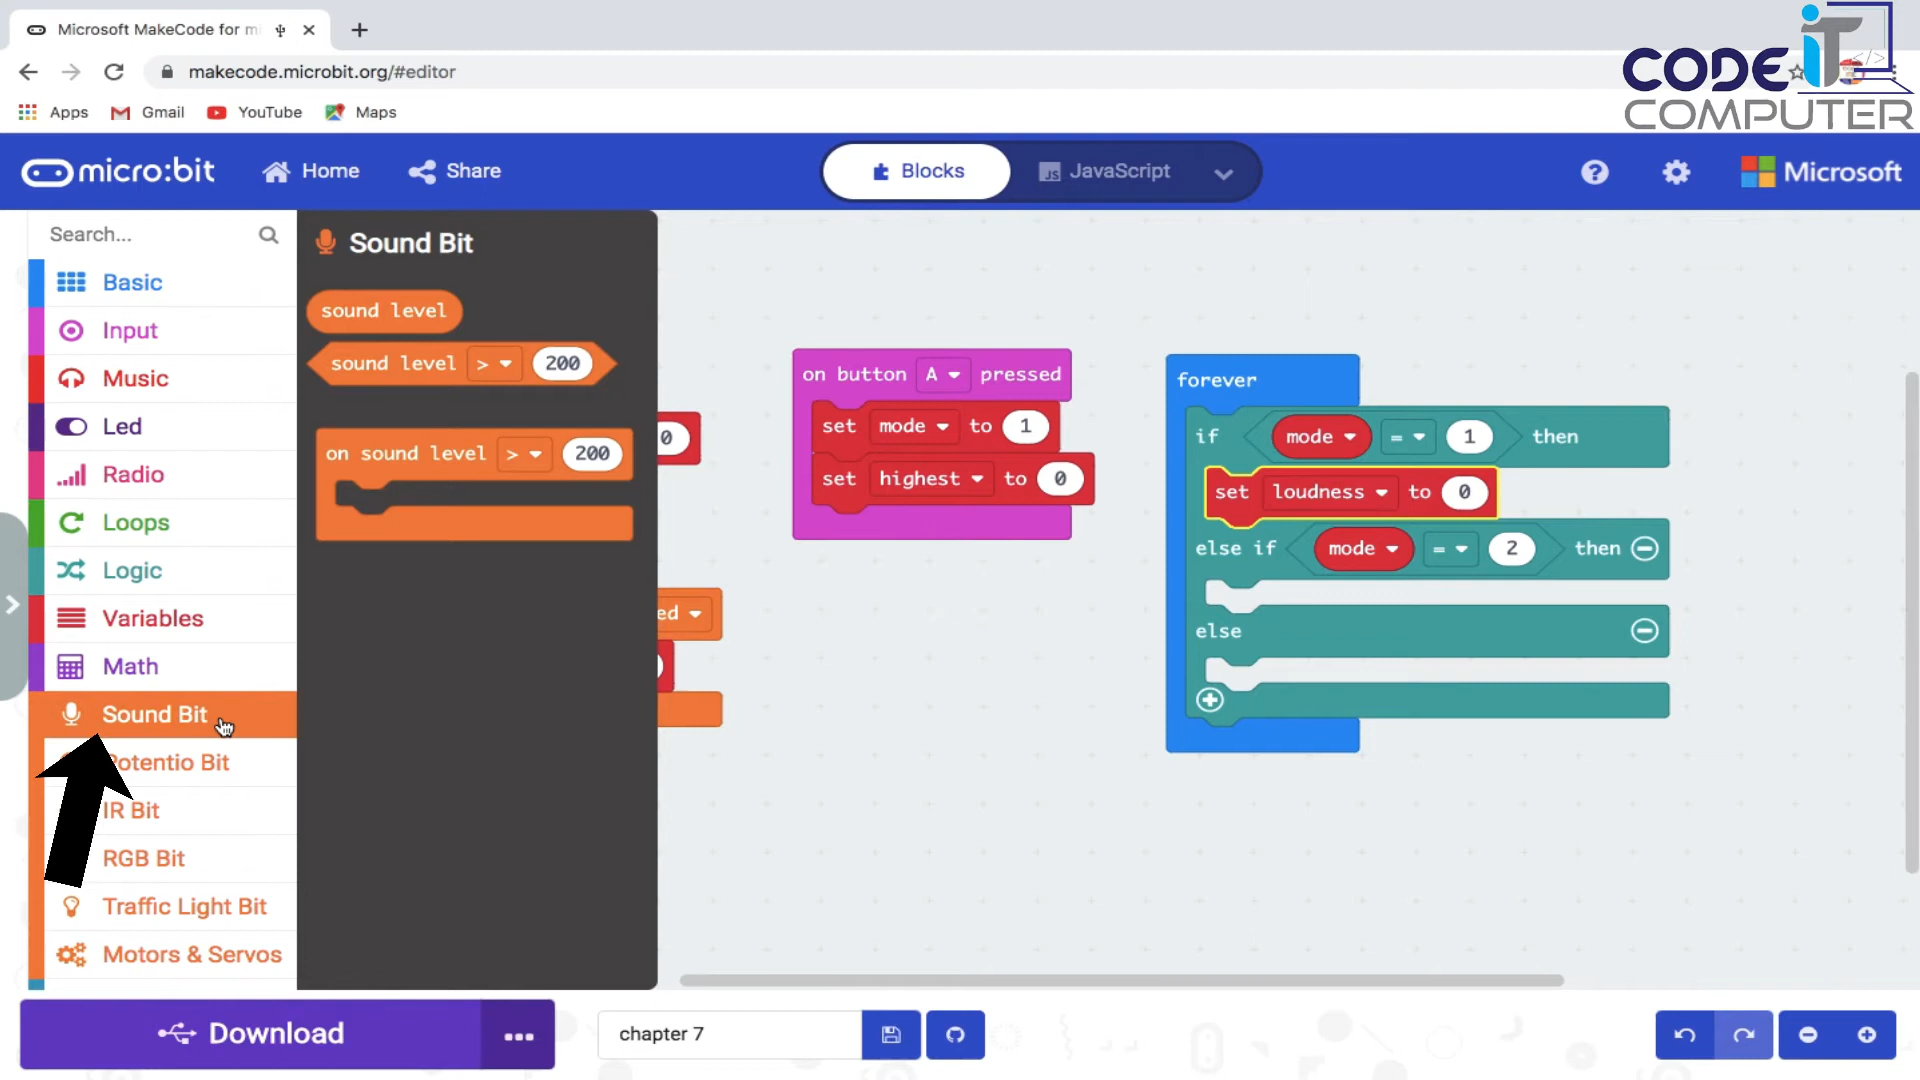 Microsoft MakeCode for mi
makecode.microbit.org/#editor
Apps
Gmail
YouTube
Maps
CODE iT
</>
COMPUTER
micro:bit
Home
Share
Blocks
JS JavaScript
?
Microsoft
Search...
Basic
Input
Music
Led
Radio
Loops
Logic
Variables
Math
Sound Bit
Potentio Bit
IR Bit
RGB Bit
Traffic Light Bit
Motors & Servos
Sound Bit
sound level
sound level > 200
on sound level > 200
0
ed
on button A pressed
set mode to 1
set highest to 0
forever
if mode = 1 then
set loudness to 0
else if mode = 2 then
else
Download
chapter 7